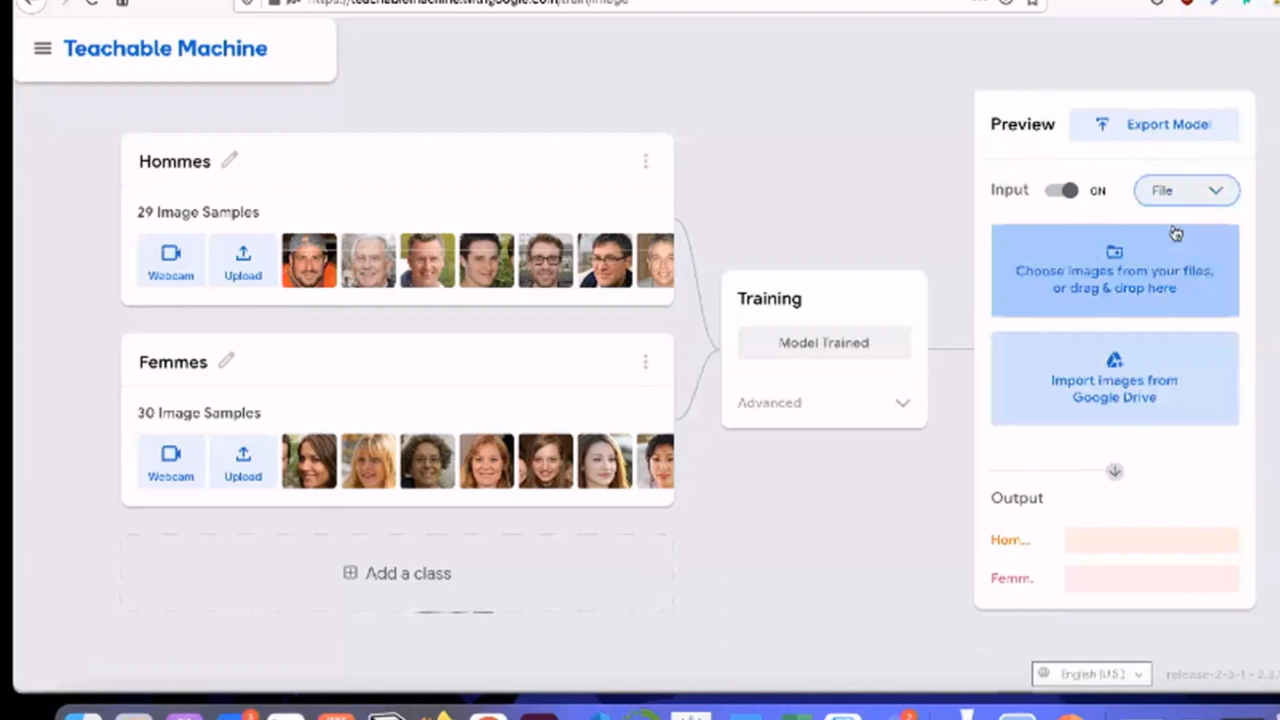 Teachable Machine
Hommes
29 Image Samples
Webcam
Upload
Femmes
30 Image Samples
Webcam
Upload
Add a class
Training
Model Trained
Advanced
Preview
Export Model
Input
ON
File
Choose images from your files,
or drag & drop here
Import images from
Google Drive
Output
Hom...
Femm.
English (U.S.)